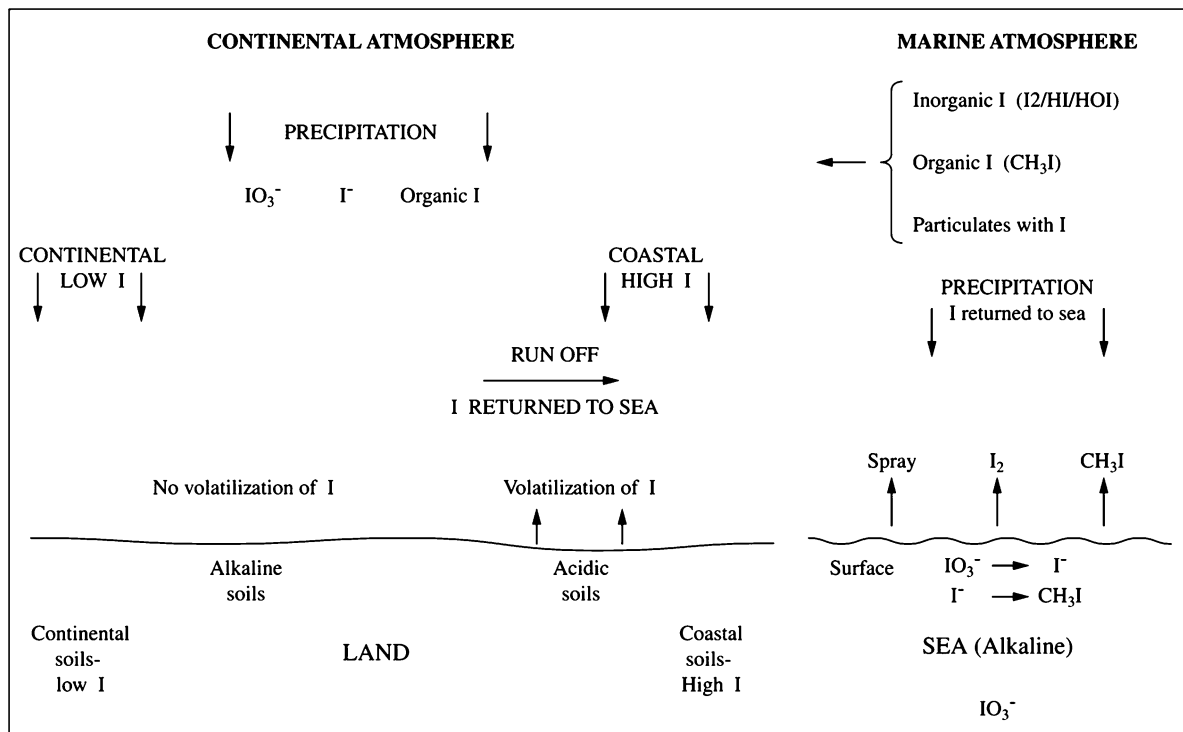 CONTINENTAL ATMOSPHERE
MARINE ATMOSPHERE
Inorganic I (I2/HI/HOI)
Organic I (CH₃I)
Particulates with I
PRECIPITATION
IO₃⁻ I⁻ Organic I
CONTINENTAL
LOW I
COASTAL
HIGH I
PRECIPITATION
I returned to sea
RUN OFF
I RETURNED TO SEA
No volatilization of I
Volatilization of I
Spray I₂ CH₃I
Alkaline
soils
Acidic
soils
Surface
IO₃⁻ → I⁻
I⁻ → CH₃I
Continental
soils-
low I
LAND
Coastal
soils-
High I
SEA (Alkaline)
IO₃⁻